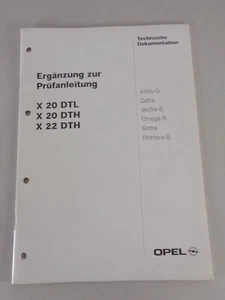 Technische
Dokumentation
Ergänzung zur
Prüfanleitung
X 20 DTL
X 20 DTH
X 22 DTH
Astra-G
Zafira
Vectra-B
Omega-B
Sintra
Frontera-B
OPEL